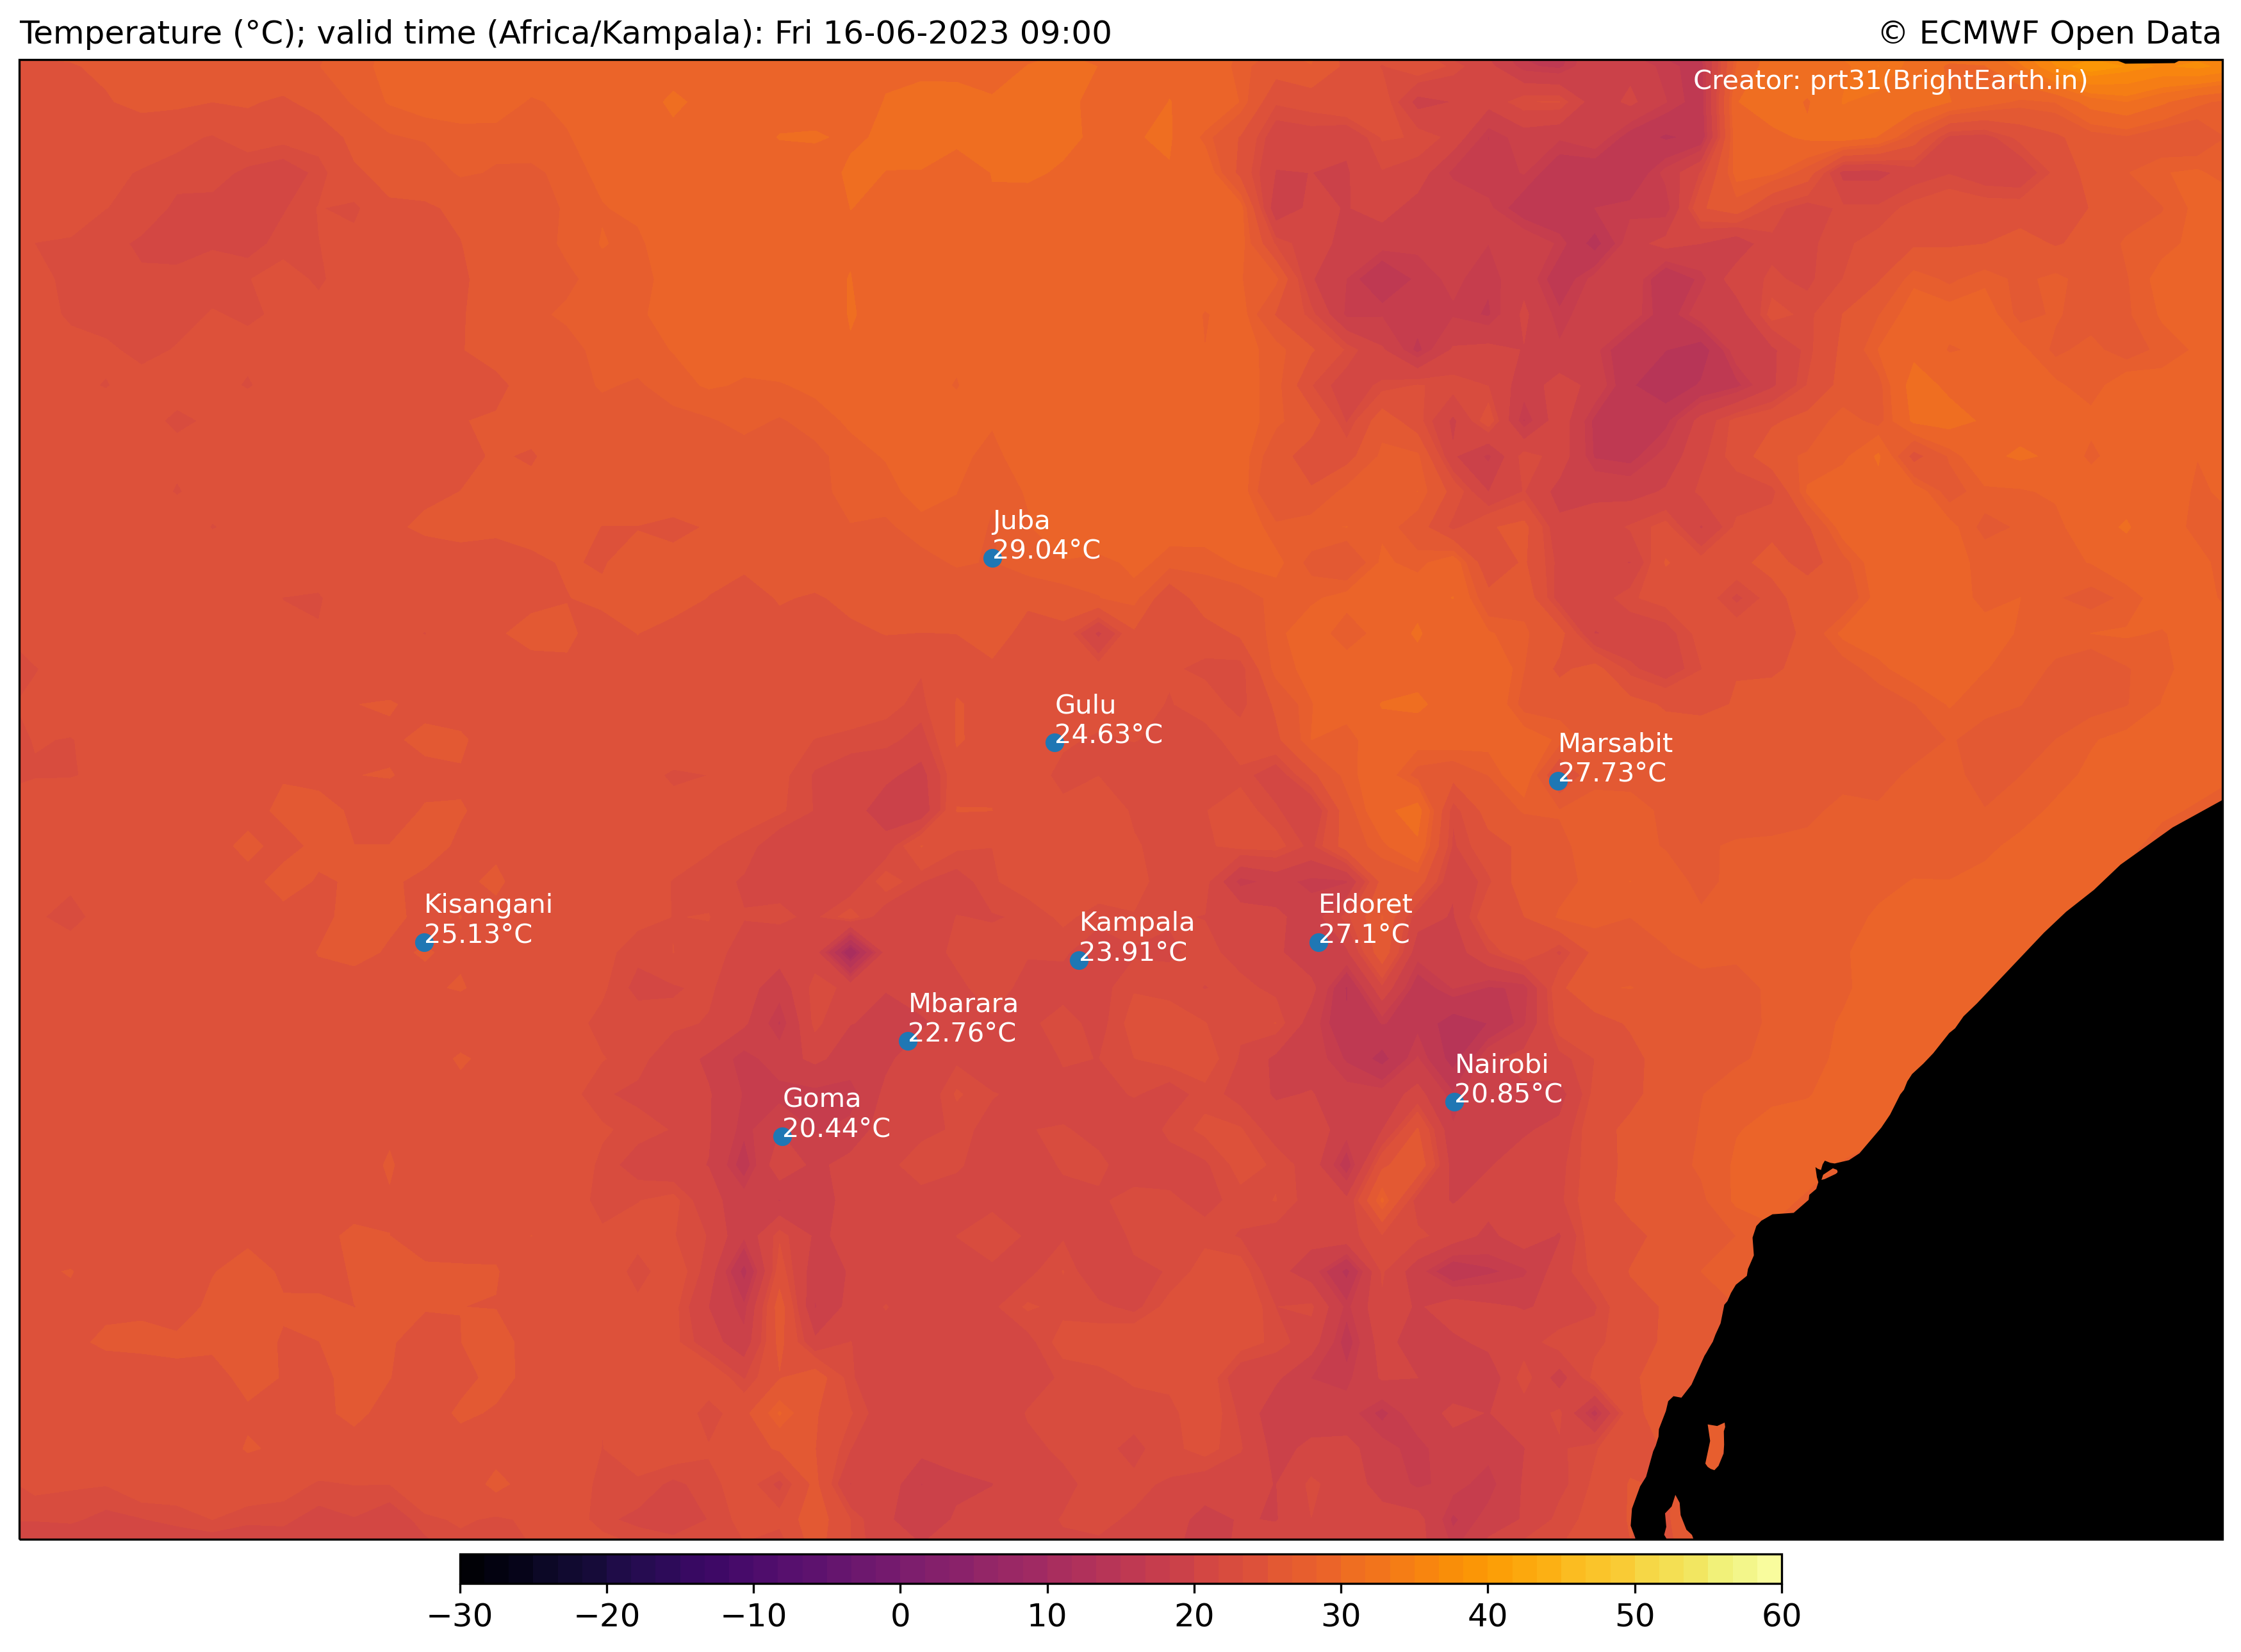 Temperature (°C); valid time (Africa/Kampala): Fri 16-06-2023 09:00
© ECMWF Open Data
Creator: prt31(BrightEarth.in)
Juba
29.04°C
Gulu
24.63°C
Marsabit
27.73°C
Kisangani
25.13°C
Eldoret
27.1°C
Kampala
23.91°C
Mbarara
22.76°C
Nairobi
20.85°C
Goma
20.44°C
−30 −20 −10 0 10 20 30 40 50 60